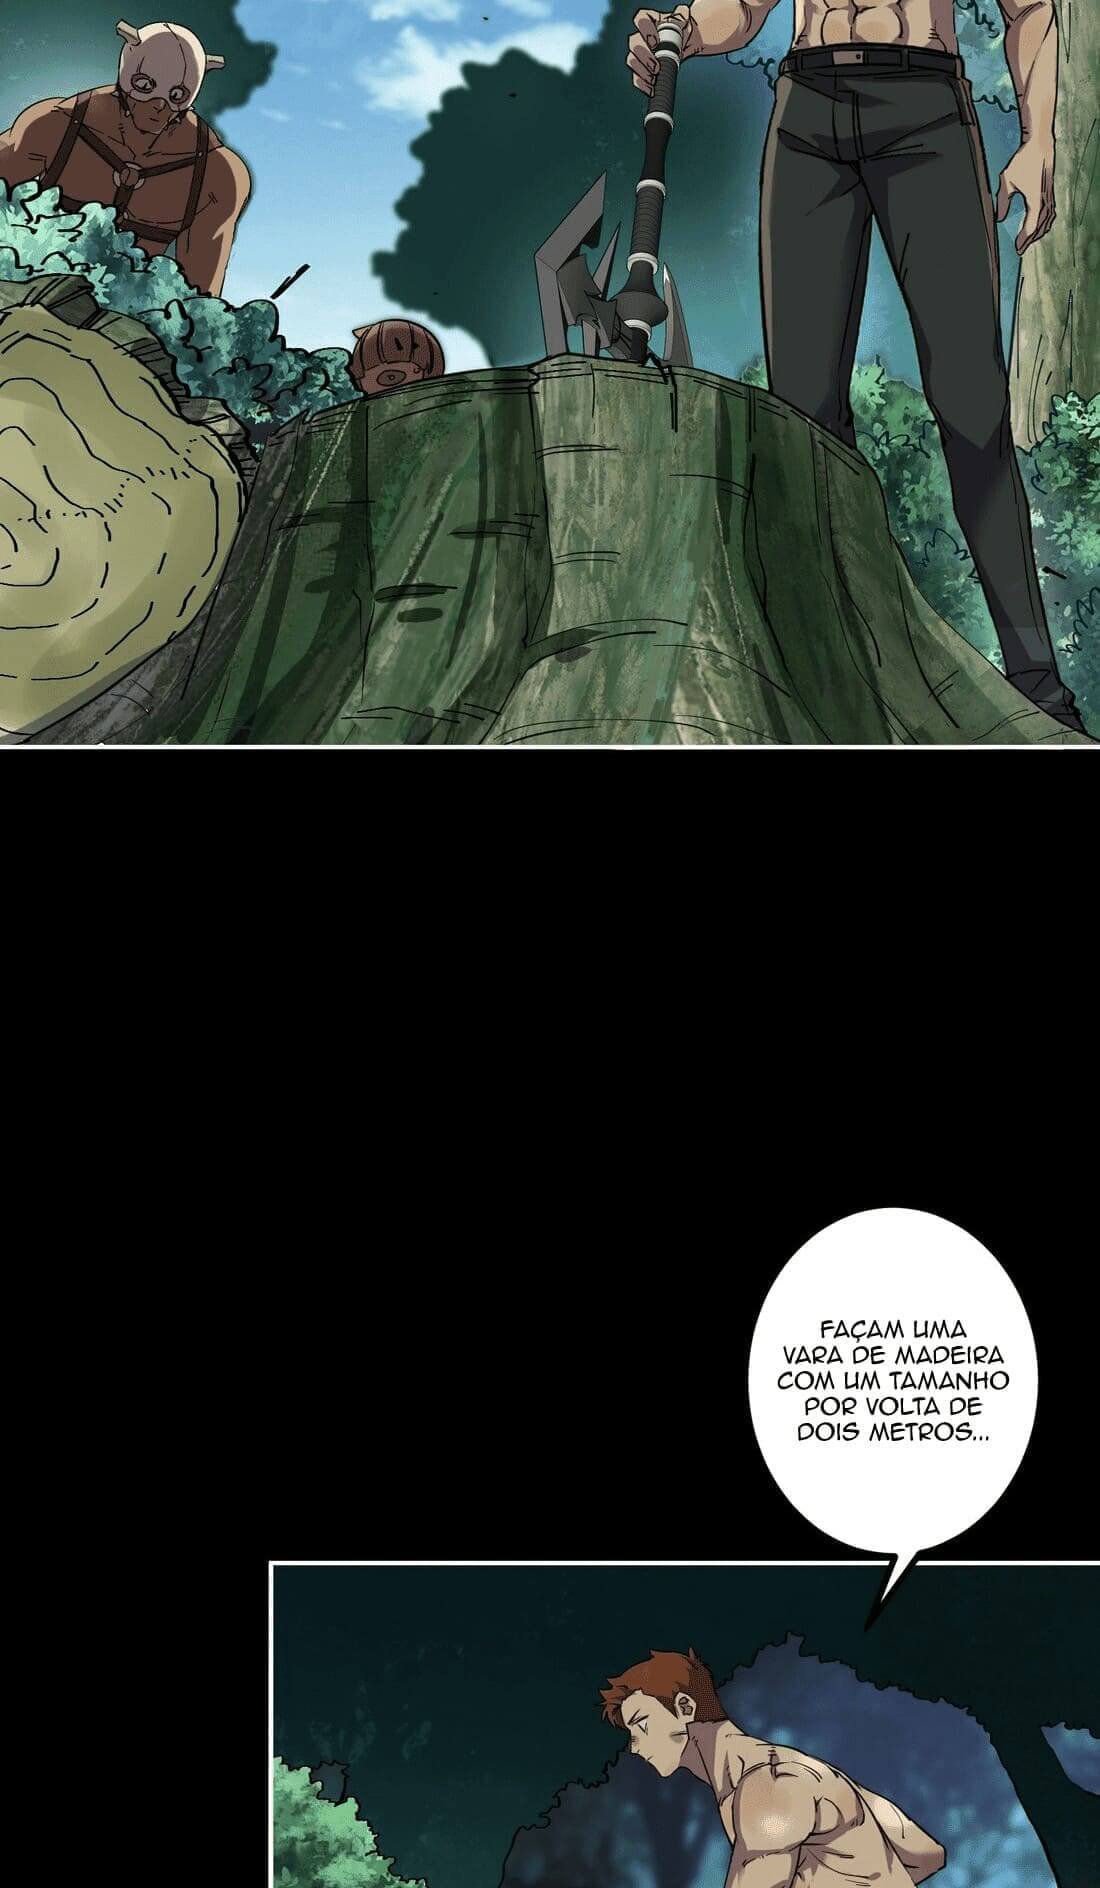 FAÇAM UMA
VARA DE MADEIRA
COM UM TAMANHO
POR VOLTA DE
DOIS METROS...